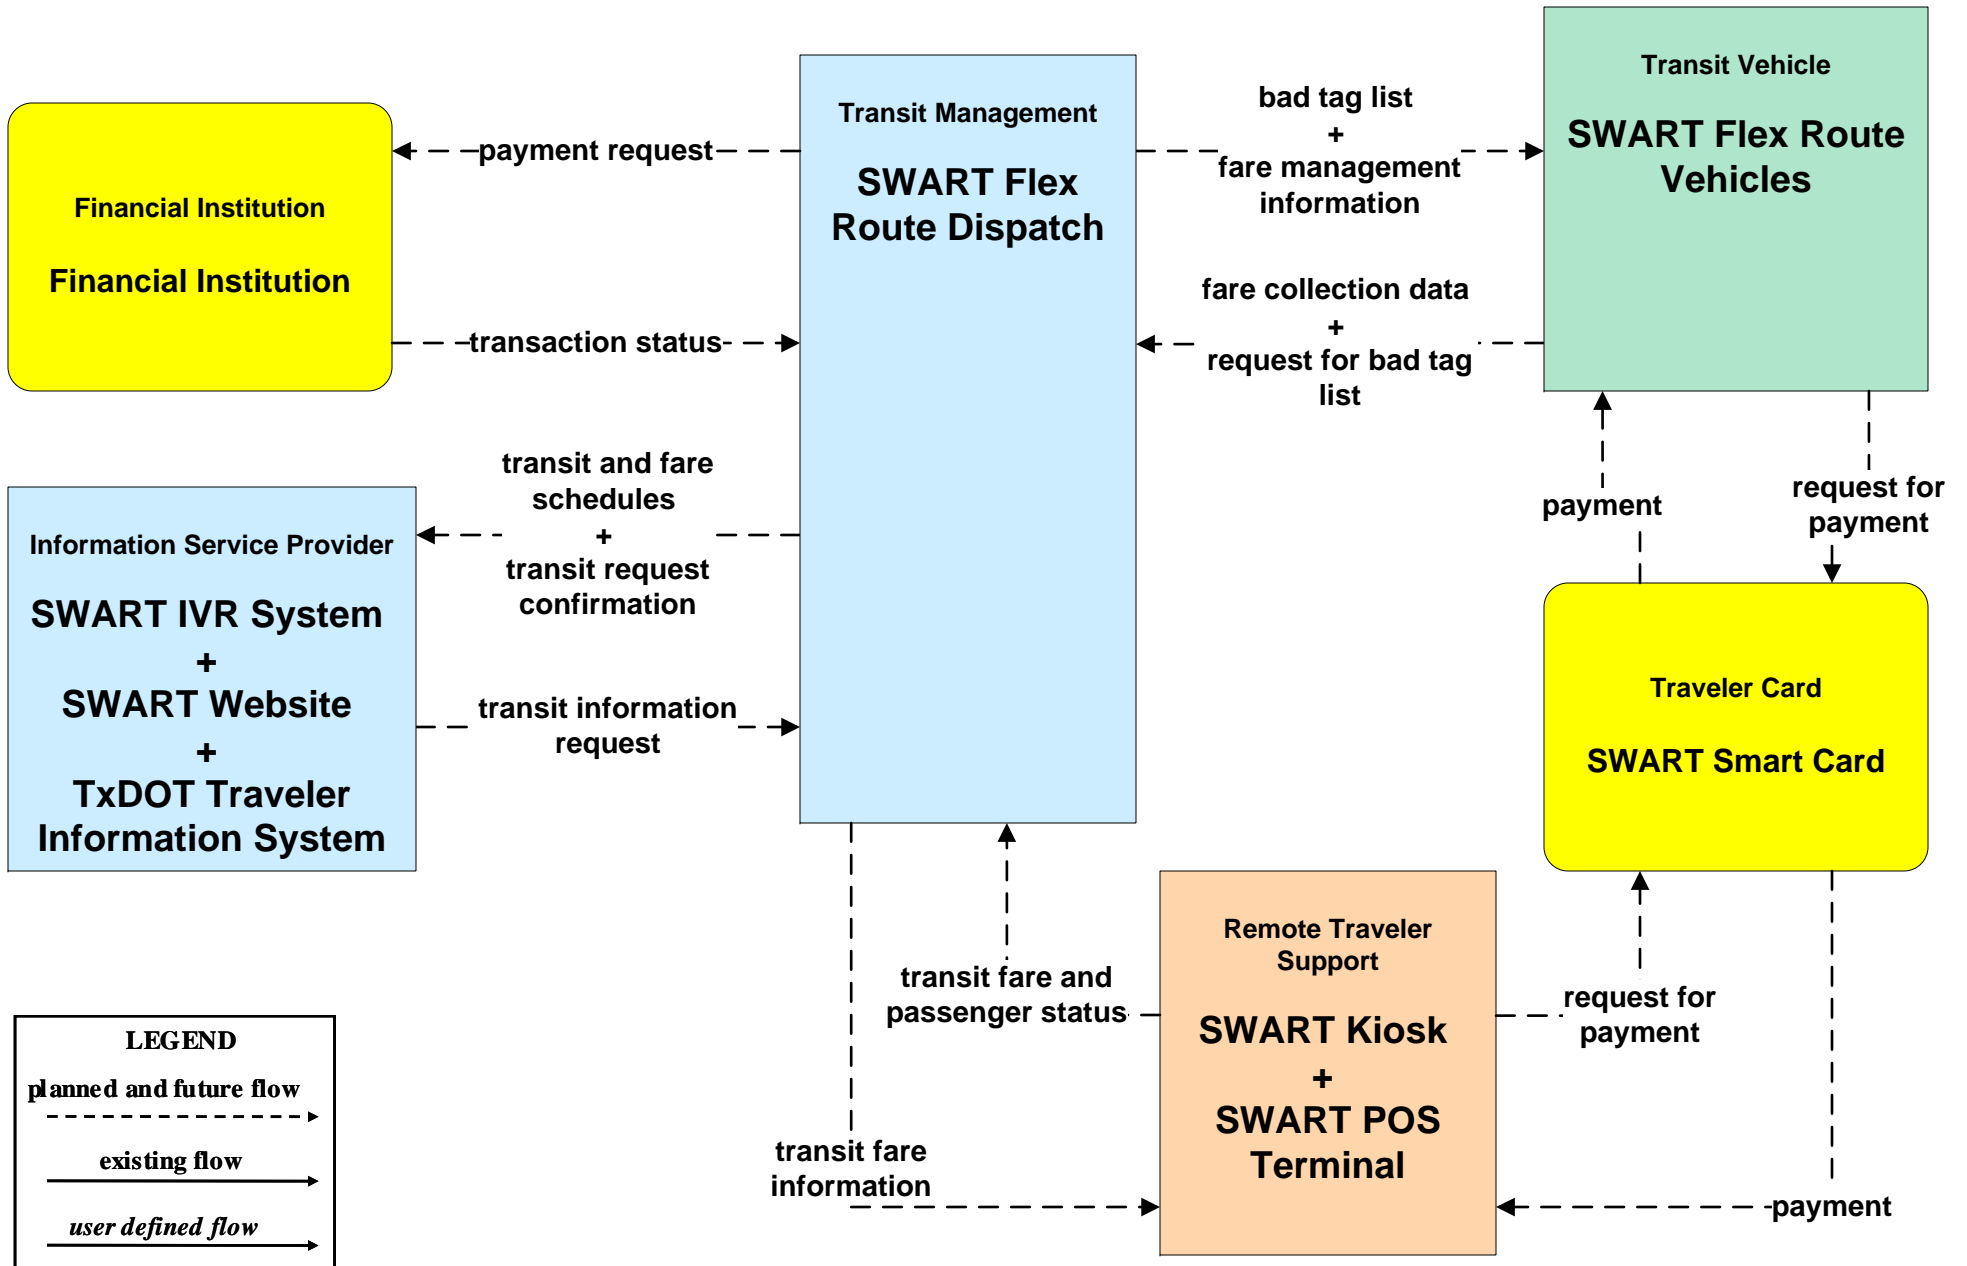 Financial Institution
Financial Institution
payment request
transaction status
Transit Management
SWART Flex
Route Dispatch
bad tag list
+
fare management
information
fare collection data
+
request for bad tag
list
Transit Vehicle
SWART Flex Route
Vehicles
payment
request for
payment
Information Service Provider
SWART IVR System
+
SWART Website
+
TxDOT Traveler
Information System
transit and fare
schedules
+
transit request
confirmation
transit information
request
Traveler Card
SWART Smart Card
transit fare and
passenger status
Remote Traveler
Support
SWART Kiosk
+
SWART POS
Terminal
request for
payment
transit fare
information
payment
LEGEND
planned and future flow
existing flow
user defined flow